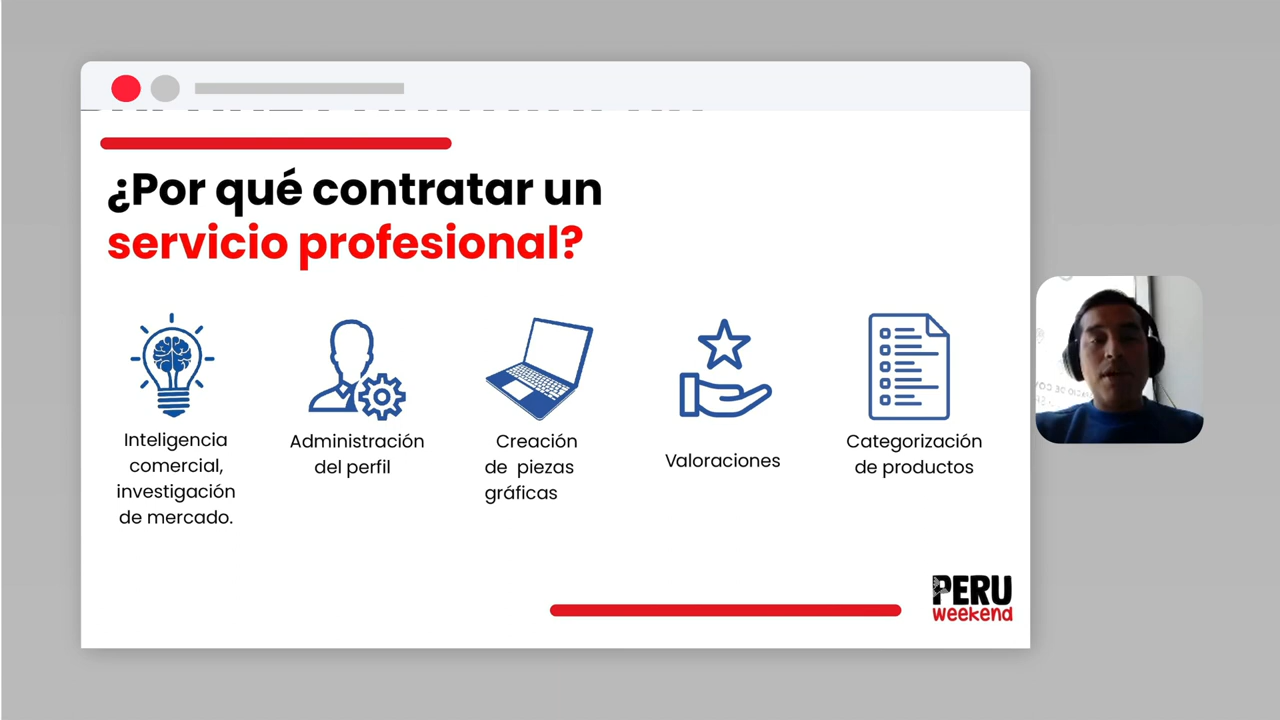 ¿Por qué contratar un
servicio profesional?
Inteligencia
comercial,
investigación
de mercado.
Administración
del perfil
Creación
de piezas
gráficas
Valoraciones
Categorización
de productos
PERU
weekend